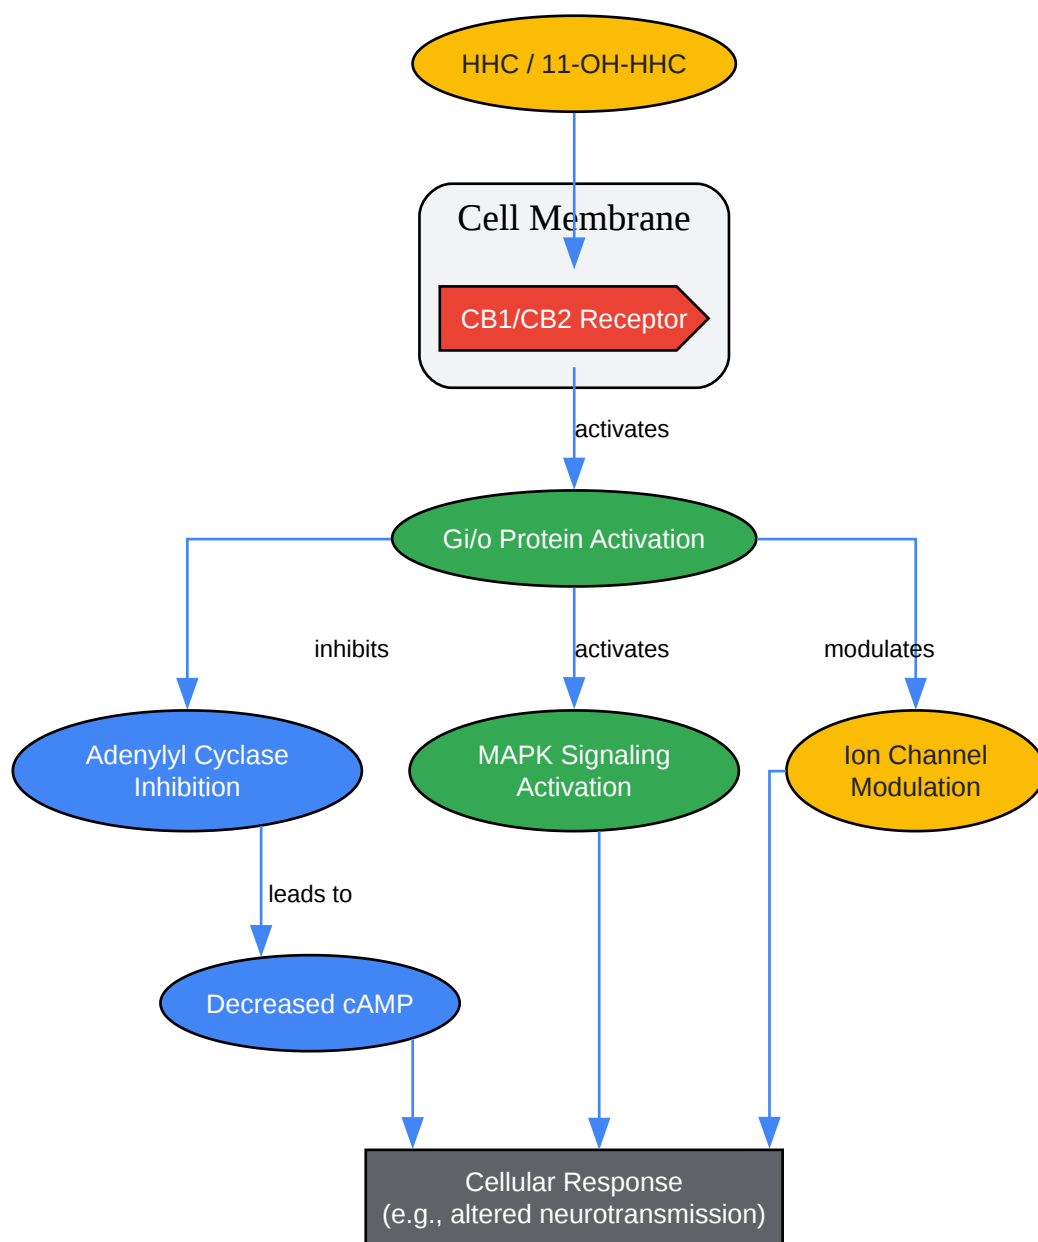 HHC / 11-OH-HHC
Cell Membrane
CB1/CB2 Receptor
activates
Gi/o Protein Activation
inhibits
activates
modulates
Adenylyl Cyclase
Inhibition
MAPK Signaling
Activation
Ion Channel
Modulation
leads to
Decreased cAMP
Cellular Response
(e.g., altered neurotransmission)